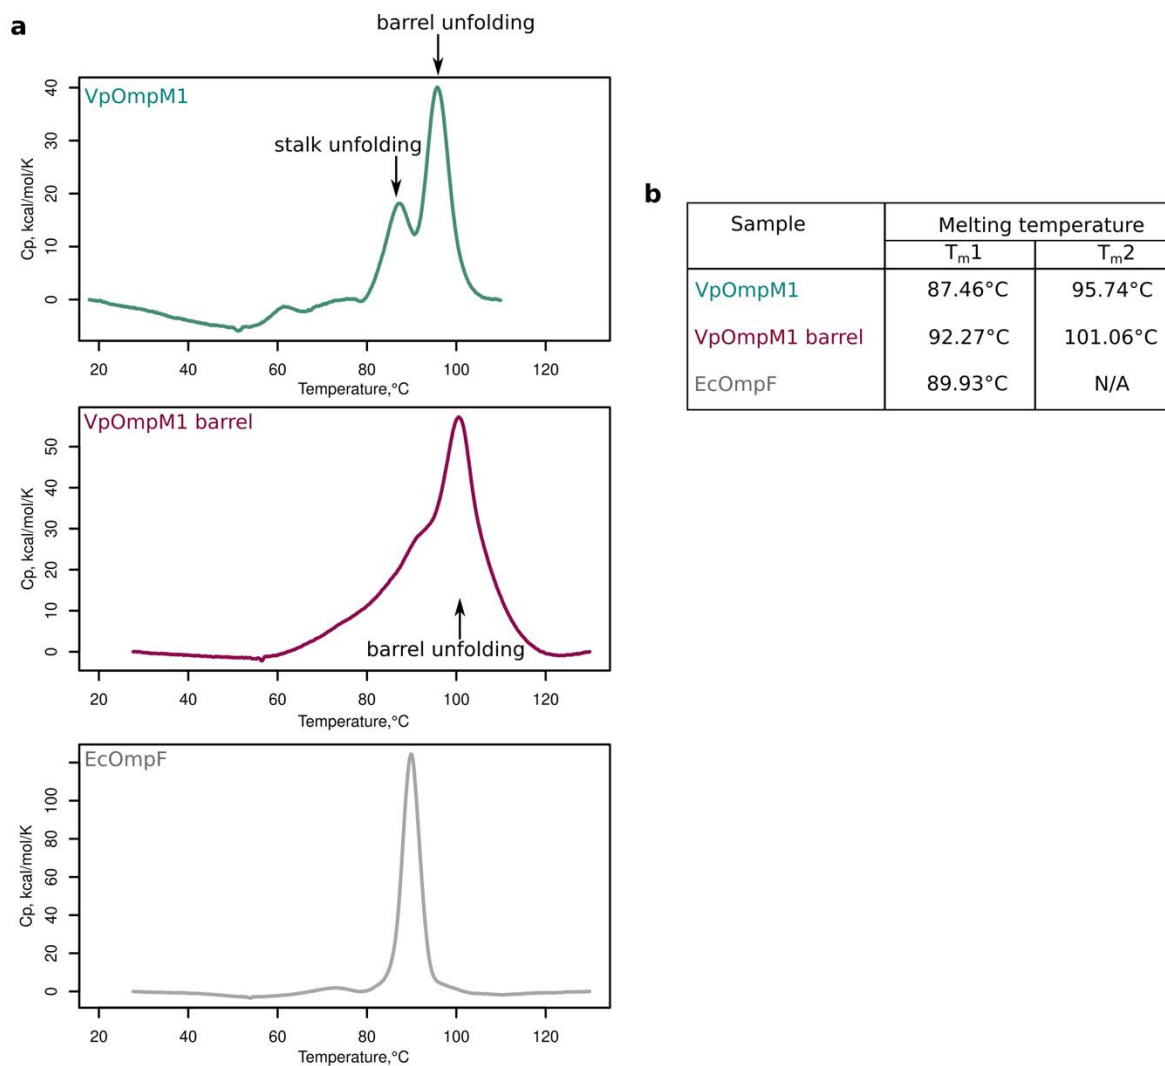 a
barrel unfolding
VpOmpM1
stalk unfolding
Cp, kcal/mol/K
40
30
20
10
0
20 40 60 80 100 120
Temperature,°C
VpOmpM1 barrel
Cp, kcal/mol/K
50
40
30
20
10
0
barrel unfolding
20 40 60 80 100 120
Temperature,°C
EcOmpF
Cp, kcal/mol/K
100
80
60
40
20
0
20 40 60 80 100 120
Temperature,°C
b
Sample Melting temperature
Tm1 Tm2
VpOmpM1 87.46°C 95.74°C
VpOmpM1 barrel 92.27°C 101.06°C
EcOmpF 89.93°C N/A